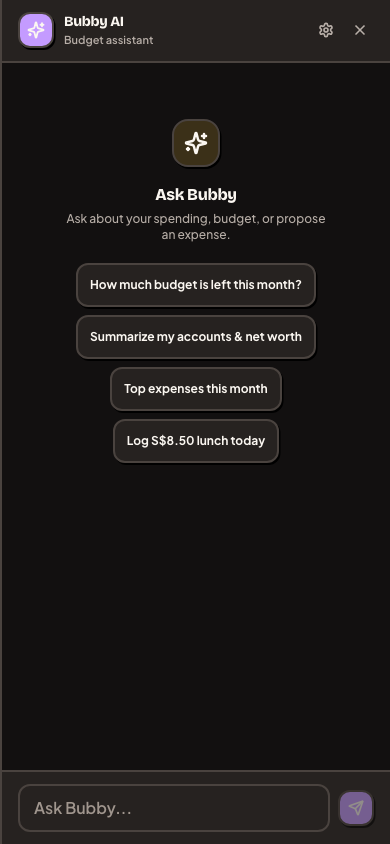 Bubby AI
Budget assistant
Ask Bubby
Ask about your spending, budget, or propose
an expense.
How much budget is left this month?
Summarize my accounts & net worth
Top expenses this month
Log S$8.50 lunch today
Ask Bubby...